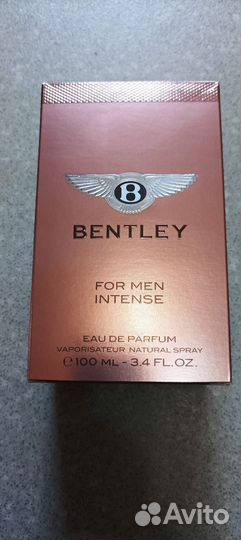 B
BENTLEY
FOR MEN
INTENSE
EAU DE PARFUM
VAPORISATEUR NATURAL SPRAY
℮ 100 ML - 3.4 FL.OZ.
Avito